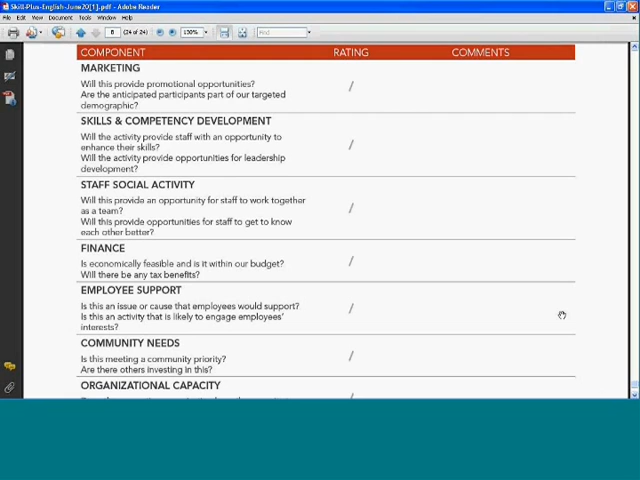 Skill-Plus-English-June20[1].pdf - Adobe Reader
File Edit View Document Tools Window Help
8 (24 of 24) 150% Find
COMPONENT RATING COMMENTS
MARKETING
Will this provide promotional opportunities?
Are the anticipated participants part of our targeted
demographic?
/
SKILLS & COMPETENCY DEVELOPMENT
Will the activity provide staff with an opportunity to
enhance their skills?
Will the activity provide opportunities for leadership
development?
/
STAFF SOCIAL ACTIVITY
Will this provide an opportunity for staff to work together
as a team?
Will this provide opportunities for staff to get to know
each other better?
/
FINANCE
Is economically feasible and is it within our budget?
Will there be any tax benefits?
/
EMPLOYEE SUPPORT
Is this an issue or cause that employees would support?
Is this an activity that is likely to engage employees'
interests?
/
COMMUNITY NEEDS
Is this meeting a community priority?
Are there others investing in this?
/
ORGANIZATIONAL CAPACITY